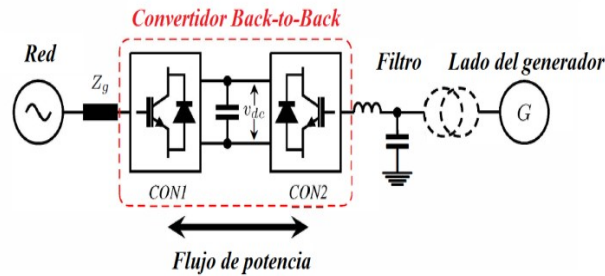 Convertidor Back-to-Back
Red
Filtro
Lado del generador
Z_g
v_dc
G
CON1
CON2
Flujo de potencia